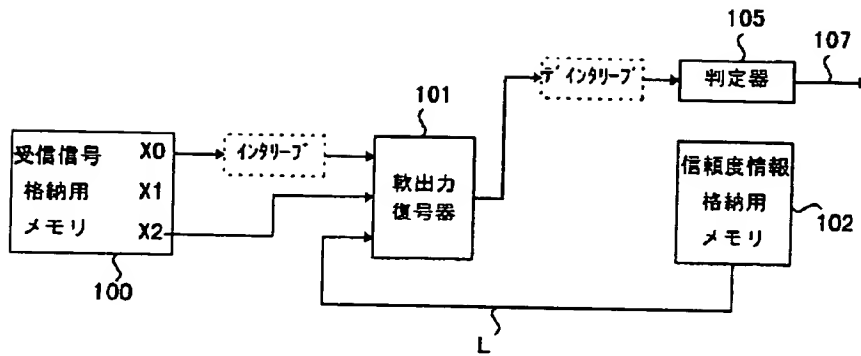 105
107
デインタリーブ
判定器
101
受信信号 X0
格納用 X1
メモリ X2
インタリーブ
軟出力
復号器
信頼度情報
格納用
メモリ
102
100
L